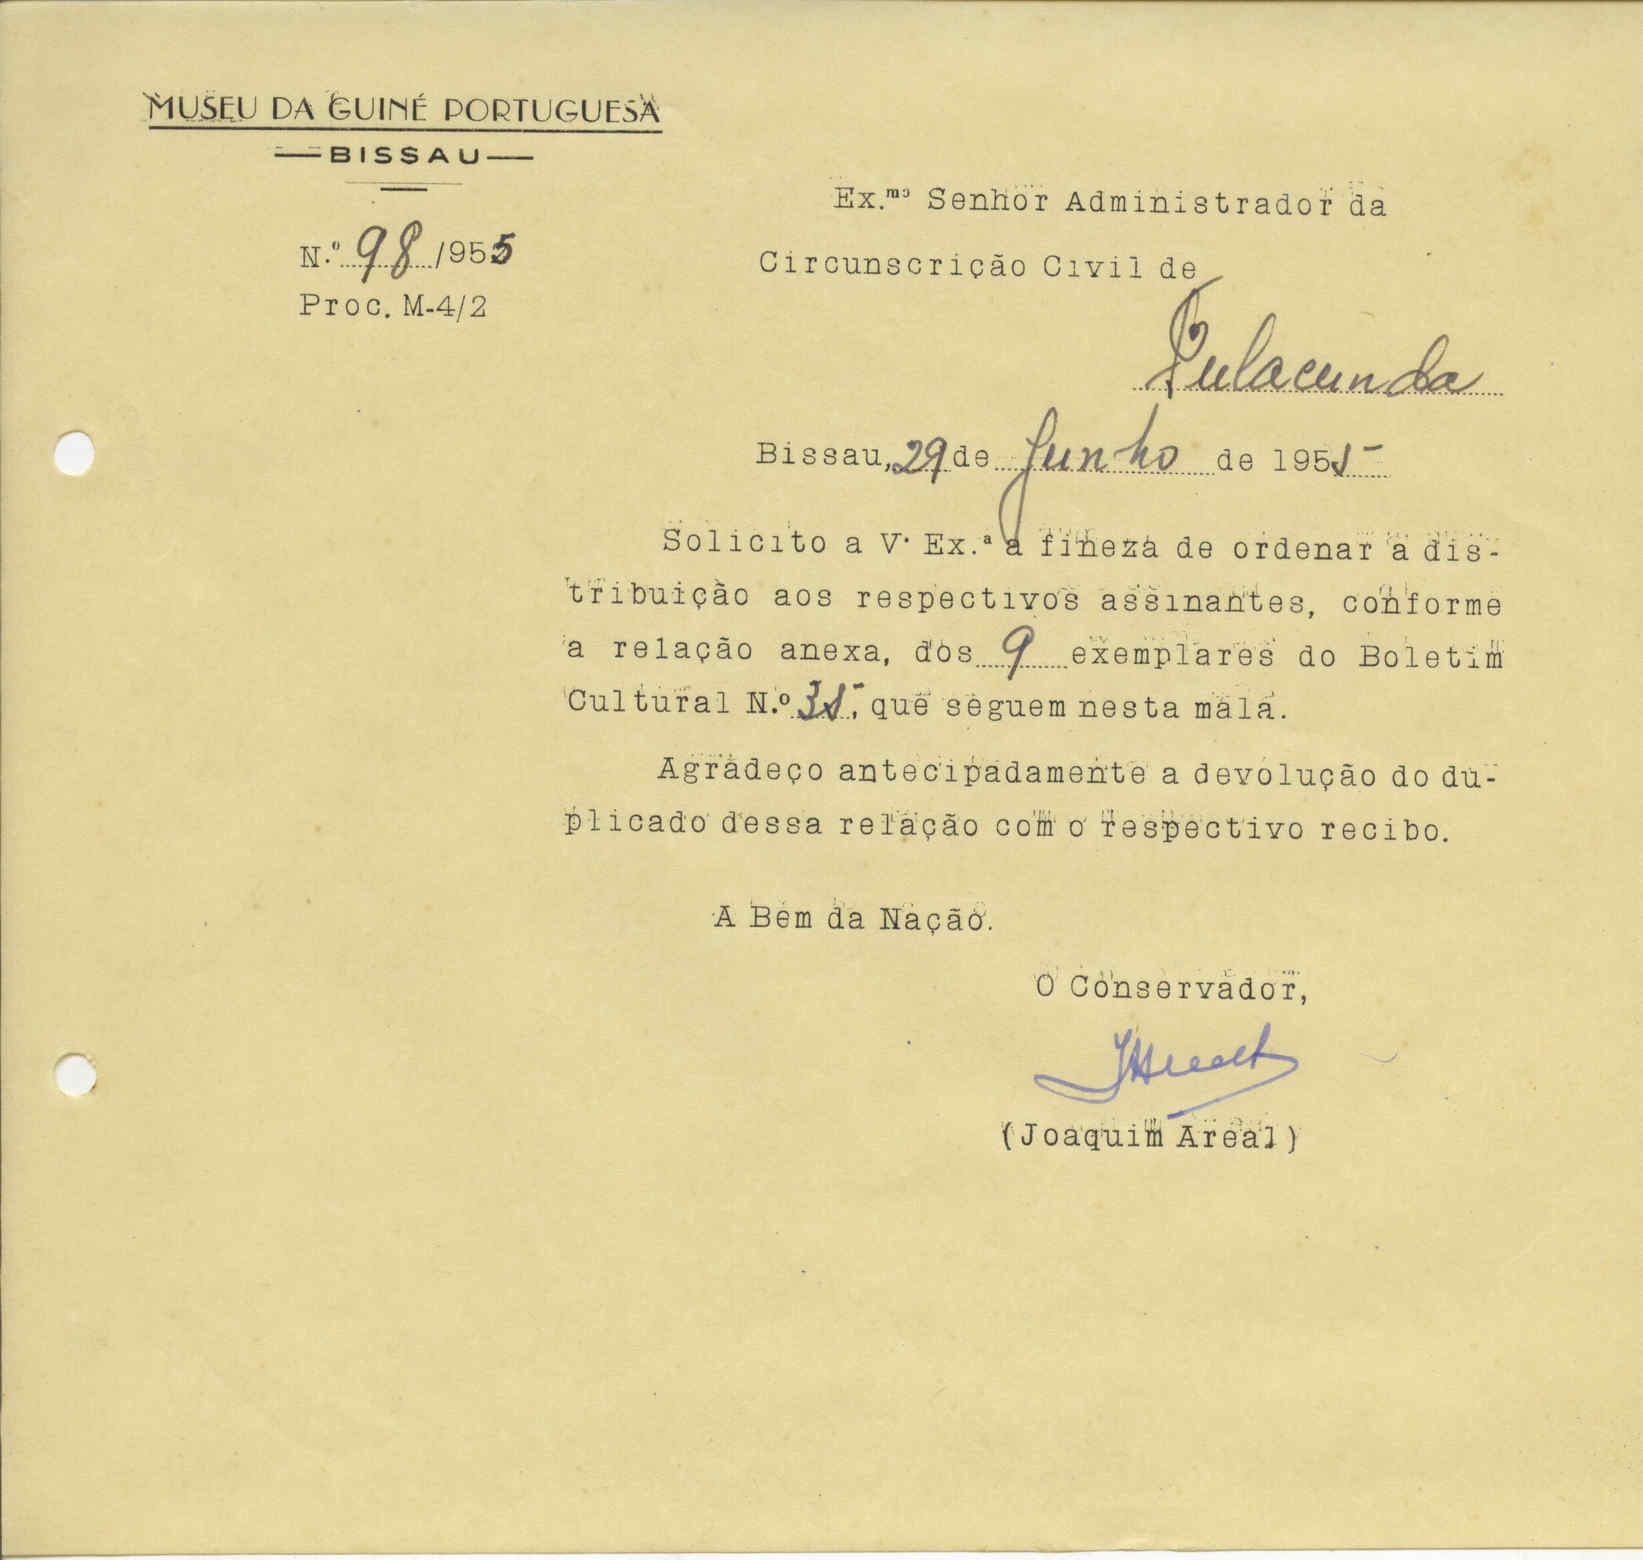 MUSEU DA GUINÉ PORTUGUESA
BISSAU
N.º 98/955
Proc. M-4/2
Ex.mo Senhor Administrador da
Circunscrição Civil de
Fulacunda
Bissau, 29 de Junho de 1955
Solicito a V. Ex.ª a fineza de ordenar a dis-
tribuição aos respectivos assinantes, conforme
a relação anexa, dos 9 exemplares do Boletim
Cultural N.º 35, que seguem nesta mala.
Agradeço antecipadamente a devolução do du-
plicado dessa relação com o respectivo recibo.
A Bem da Nação.
O Conservador,
(Joaquim Areal)